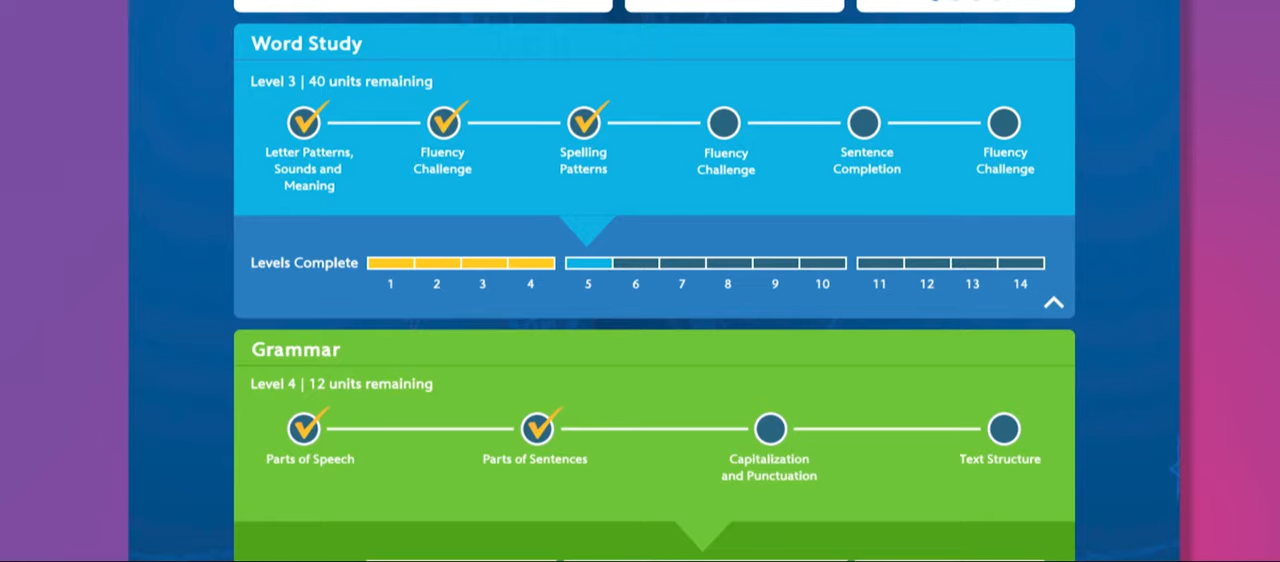 Word Study
Level 3 | 40 units remaining
Letter Patterns,
Sounds and
Meaning
Fluency
Challenge
Spelling
Patterns
Fluency
Challenge
Sentence
Completion
Fluency
Challenge
Levels Complete
1 2 3 4 5 6 7 8 9 10 11 12 13 14
Grammar
Level 4 | 12 units remaining
Parts of Speech
Parts of Sentences
Capitalization
and Punctuation
Text Structure